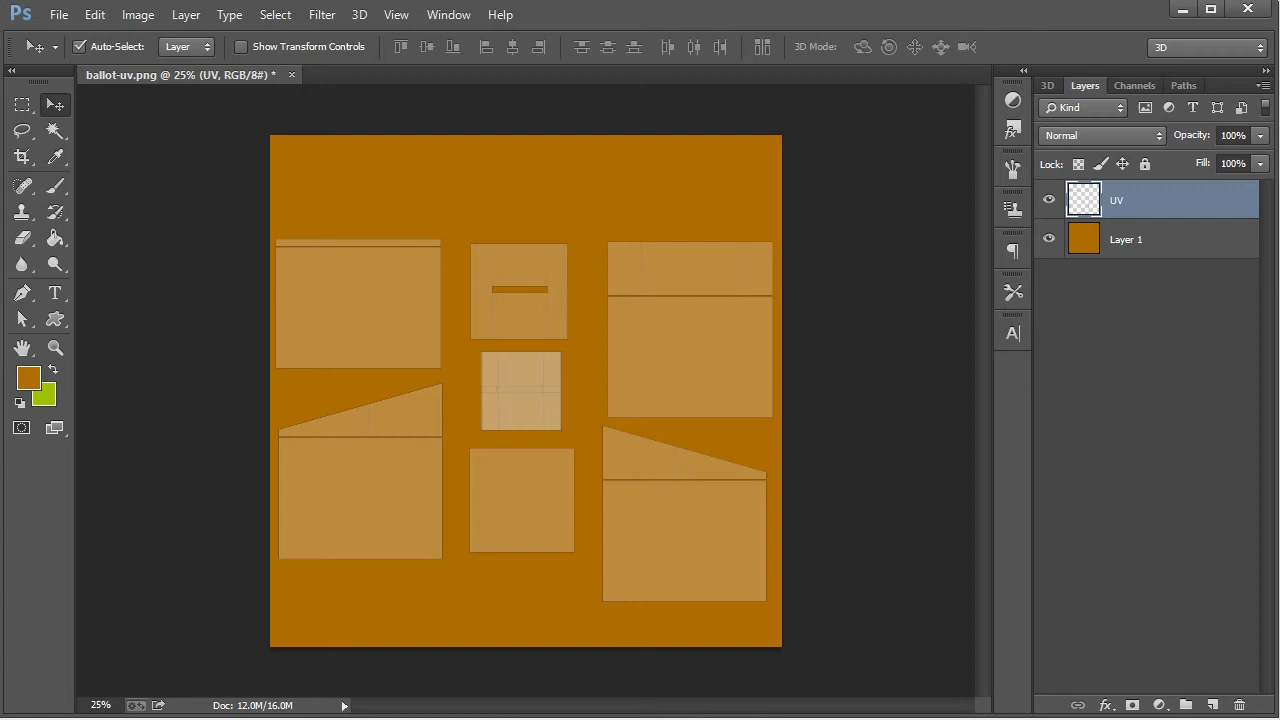 Ps File Edit Image Layer Type Select Filter 3D View Window Help
Auto-Select: Layer Show Transform Controls 3D Mode: 3D
ballot-uv.png @ 25% (UV, RGB/8#) * ×
3D Layers Channels Paths
Kind
Normal Opacity: 100%
Lock: Fill: 100%
UV
Layer 1
25% Doc: 12.0M/16.0M